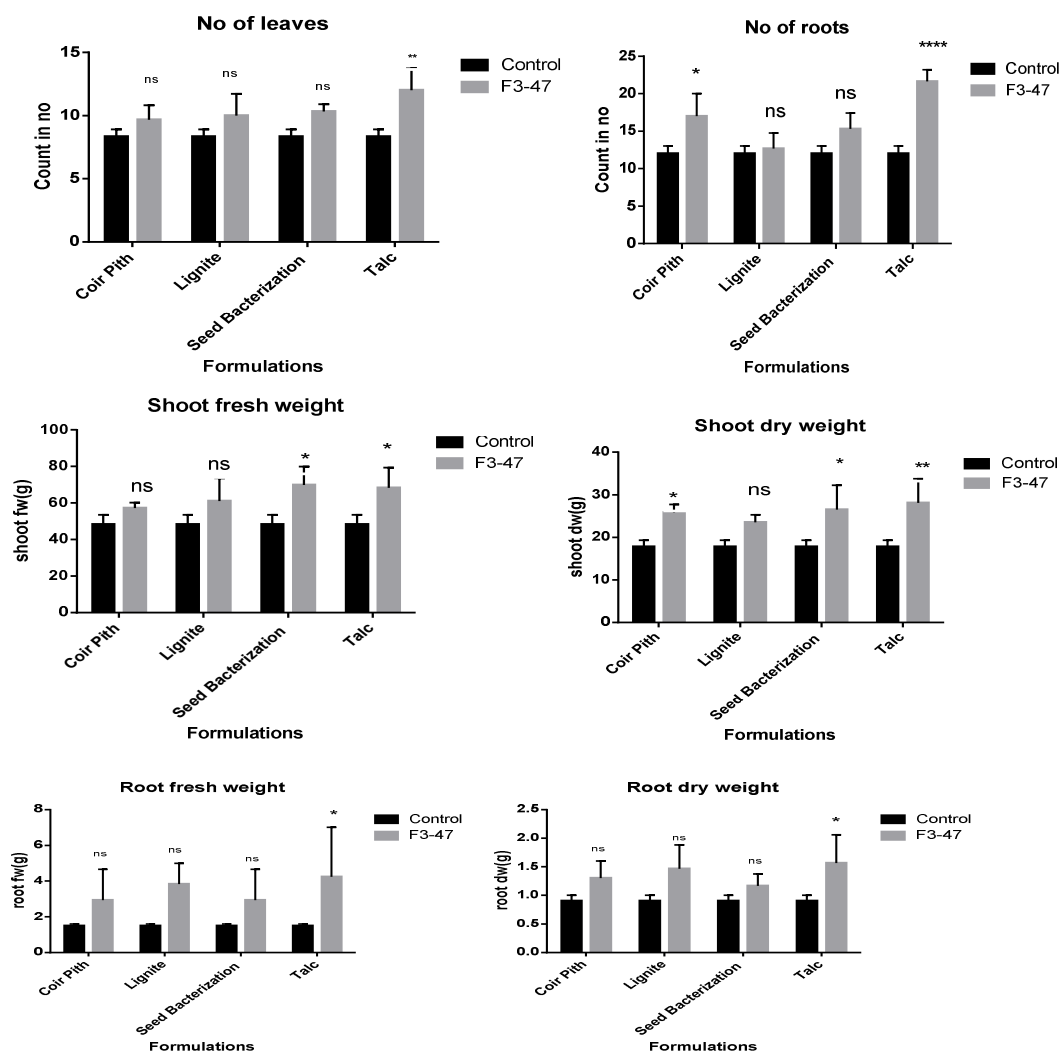 No of leaves
15
10
5
0
Count in no
ns
ns
ns
**
Control
F3-47
Coir Pith
Lignite
Seed Bacterization
Talc
Formulations
No of roots
25
20
15
10
5
0
Count in no
*
ns
ns
****
Control
F3-47
Coir Pith
Lignite
Seed Bacterization
Talc
Formulations
Shoot fresh weight
100
80
60
40
20
0
shoot fw(g)
ns
ns
*
*
Control
F3-47
Coir Pith
Lignite
Seed Bacterization
Talc
Formulations
Shoot dry weight
40
30
20
10
0
shoot dw(g)
*
ns
*
**
Control
F3-47
Coir Pith
Lignite
Seed Bacterization
Talc
Formulations
Root fresh weight
8
6
4
2
0
root fw(g)
ns
ns
ns
*
Control
F3-47
Coir Pith
Lignite
Seed Bacterization
Talc
Formulations
Root dry weight
2.5
2.0
1.5
1.0
0.5
0.0
root dw(g)
ns
ns
ns
*
Control
F3-47
Coir Pith
Lignite
Seed Bacterization
Talc
Formulations